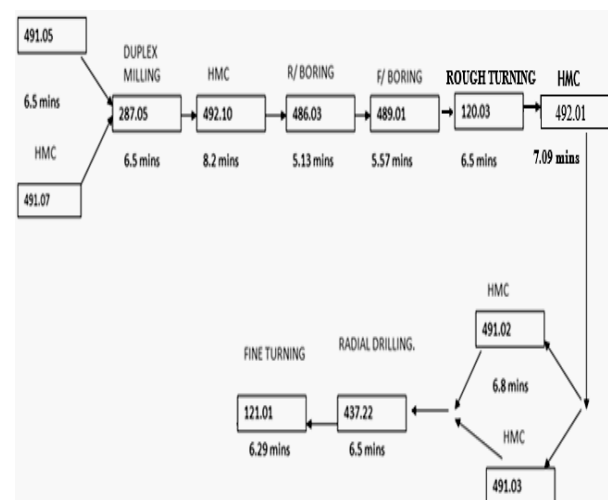 491.05
6.5 mins
HMC
491.07
DUPLEX
MILLING
287.05
6.5 mins
HMC
492.10
8.2 mins
R/ BORING
486.03
5.13 mins
F/ BORING
489.01
5.57 mins
ROUGH TURNING
120.03
6.5 mins
HMC
492.01
7.09 mins
HMC
491.02
6.8 mins
HMC
491.03
RADIAL DRILLING.
437.22
6.5 mins
FINE TURNING
121.01
6.29 mins